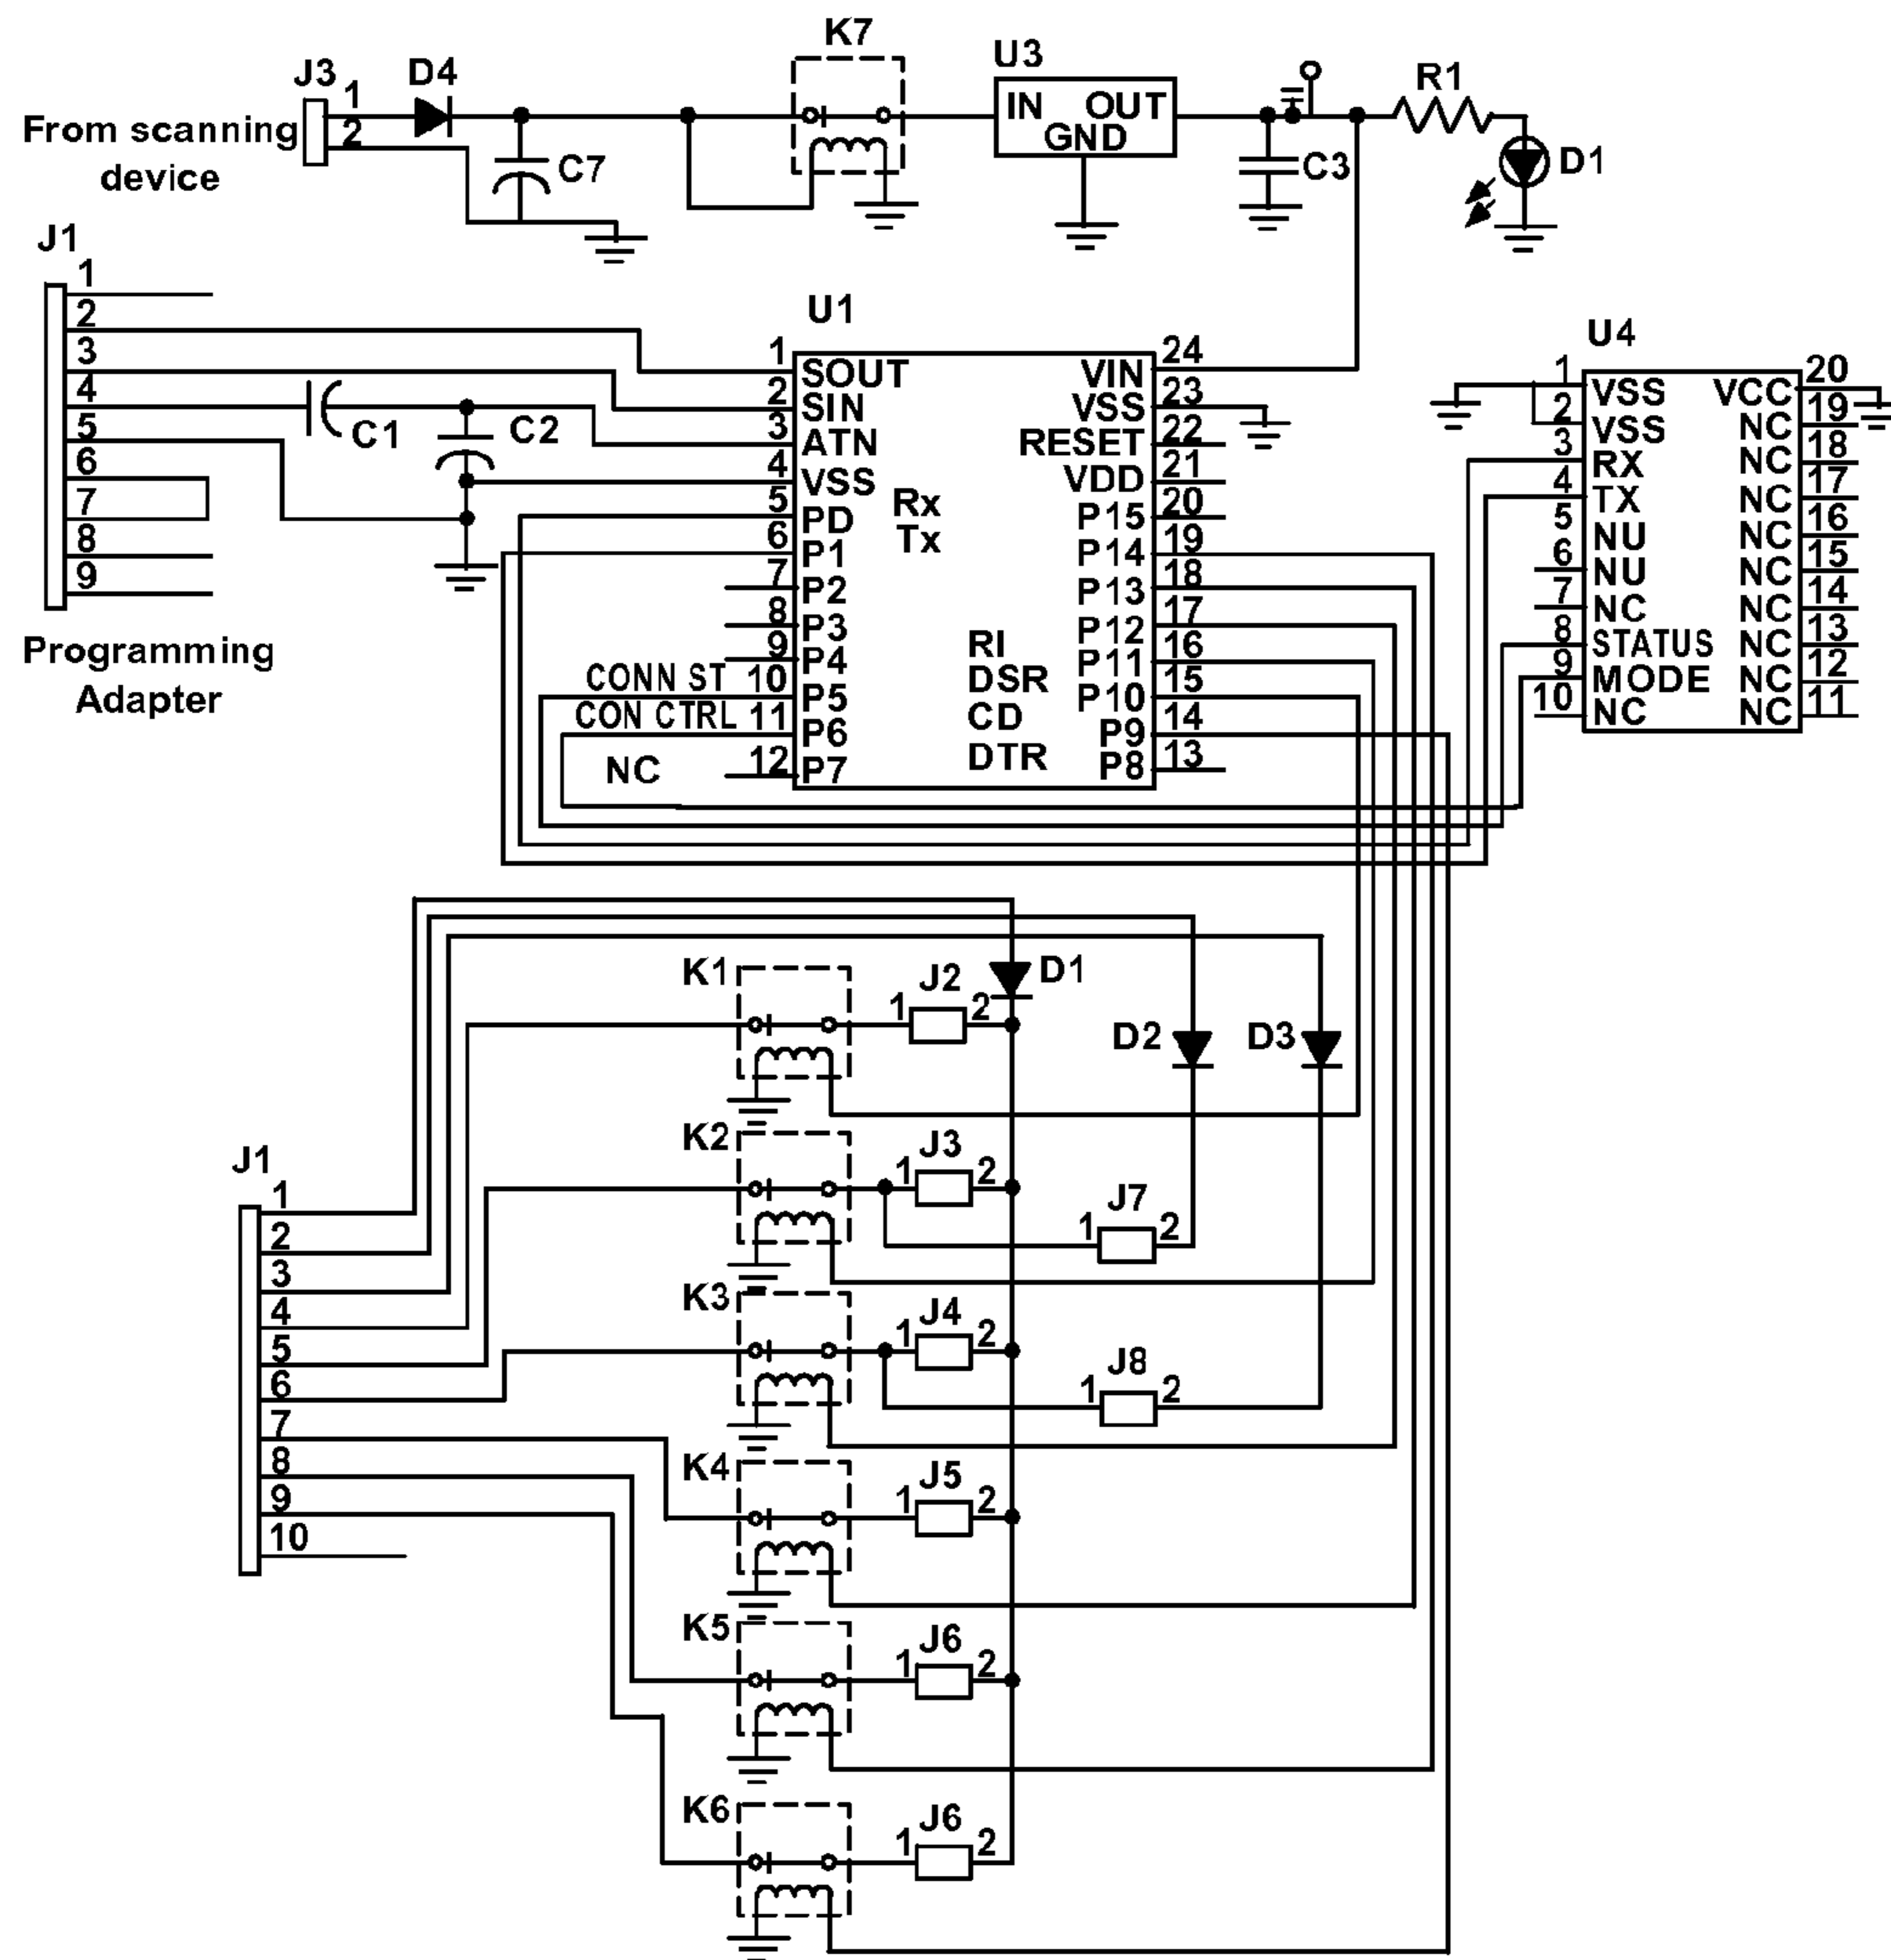 K7
U3
J3
D4
R1
1
2
IN OUT
GND
From scanning
device
C7
C3
D1
J1
1
2
3
4
5
6
7
8
9
C1
C2
Programming
Adapter
U1
1 SOUT
2 SIN
3 ATN
4 VSS
5 PD Rx
6 P1 Tx
7 P2
8 P3
9 P4
CONN ST 10 P5
CON CTRL 11 P6
NC 12 P7
RI
DSR
CD
DTR
VIN 24
VSS 23
RESET 22
VDD 21
P15 20
P14 19
P13 18
P12 17
P11 16
P10 15
P9 14
P8 13
U4
1 VSS VCC 20
2 VSS NC 19
3 RX NC 18
4 TX NC 17
5 NU NC 16
6 NU NC 15
7 NC NC 14
8 STATUS NC 13
9 MODE NC 12
10 NC NC 11
K1
J2
1 2
D1
D2
D3
K2
J3
1 2
J7
1 2
K3
J4
1 2
J8
1 2
K4
J5
1 2
K5
J6
1 2
K6
J6
1 2
J1
1
2
3
4
5
6
7
8
9
10